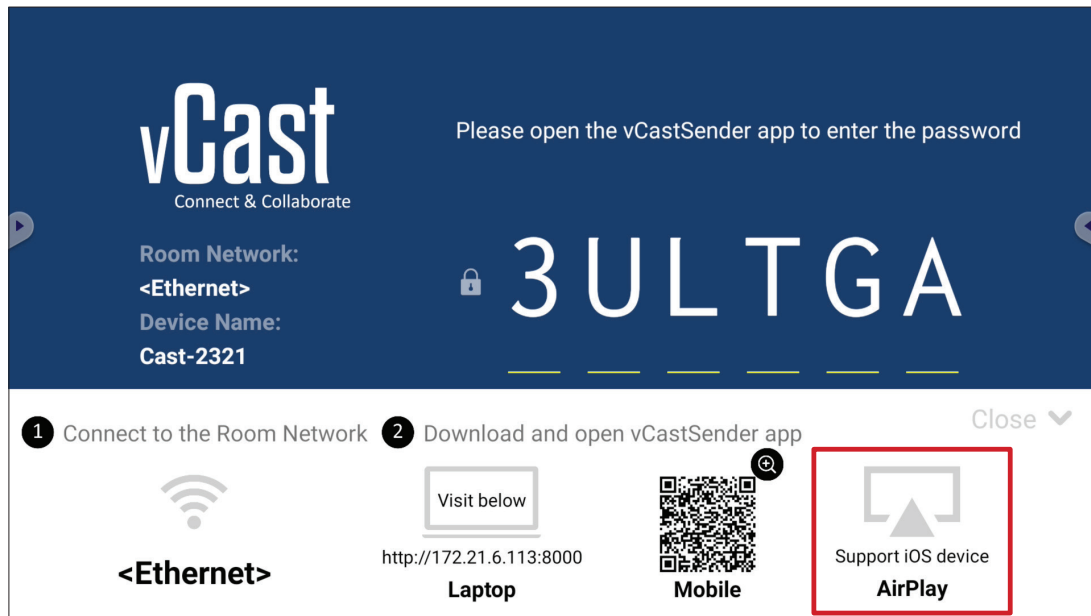 vCast
Connect & Collaborate
Please open the vCastSender app to enter the password
Room Network:
<Ethernet>
Device Name:
Cast-2321
3ULTGA
Close
1 Connect to the Room Network
2 Download and open vCastSender app
<Ethernet>
Visit below
http://172.21.6.113:8000
Laptop
Mobile
Support iOS device
AirPlay